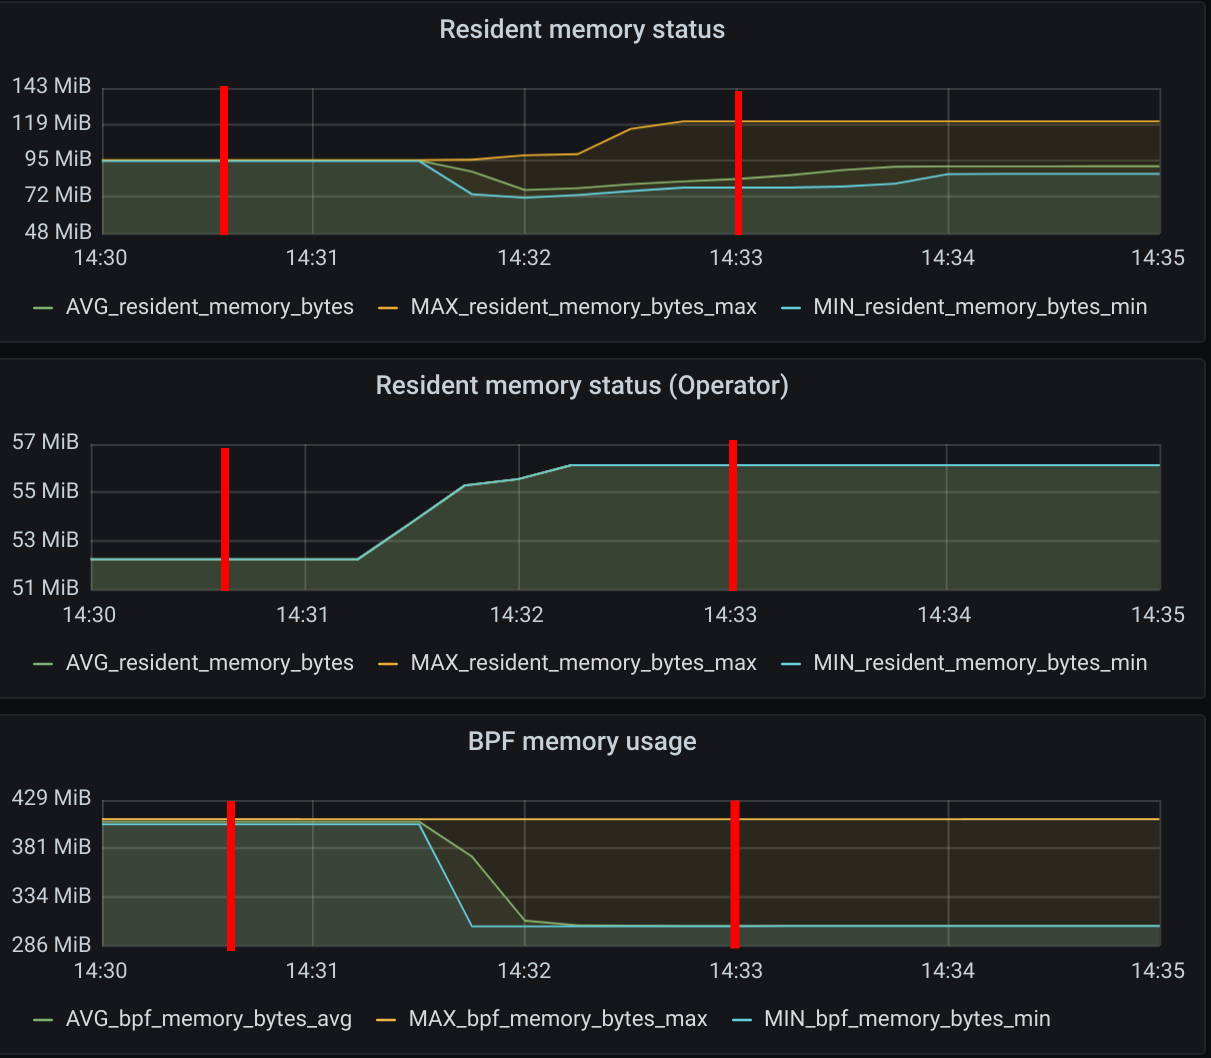 Resident memory status
143 MiB
119 MiB
95 MiB
72 MiB
48 MiB
14:30 14:31 14:32 14:33 14:34 14:35
AVG_resident_memory_bytes MAX_resident_memory_bytes_max MIN_resident_memory_bytes_min
Resident memory status (Operator)
57 MiB
55 MiB
53 MiB
51 MiB
14:30 14:31 14:32 14:33 14:34 14:35
AVG_resident_memory_bytes MAX_resident_memory_bytes_max MIN_resident_memory_bytes_min
BPF memory usage
429 MiB
381 MiB
334 MiB
286 MiB
14:30 14:31 14:32 14:33 14:34 14:35
AVG_bpf_memory_bytes_avg MAX_bpf_memory_bytes_max MIN_bpf_memory_bytes_min